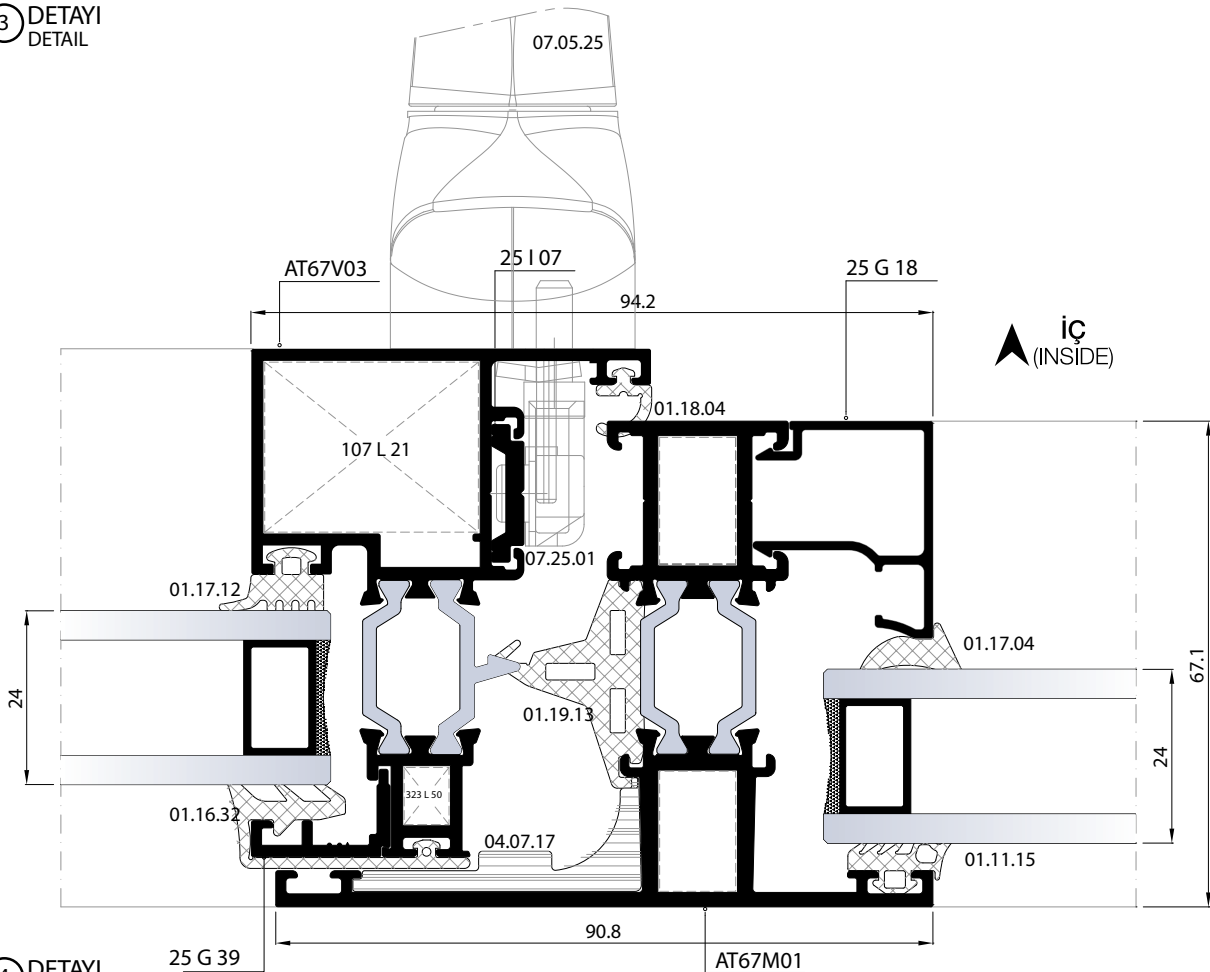 3 DETAYI
DETAIL
07.05.25
AT67V03
25 I 07
25 G 18
94.2
İÇ
(INSIDE)
01.18.04
107 L 21
07.25.01
01.17.12
01.17.04
67.1
24
01.19.13
24
323 L 50
01.16.32
04.07.17
01.11.15
90.8
25 G 39
AT67M01
DETAYI